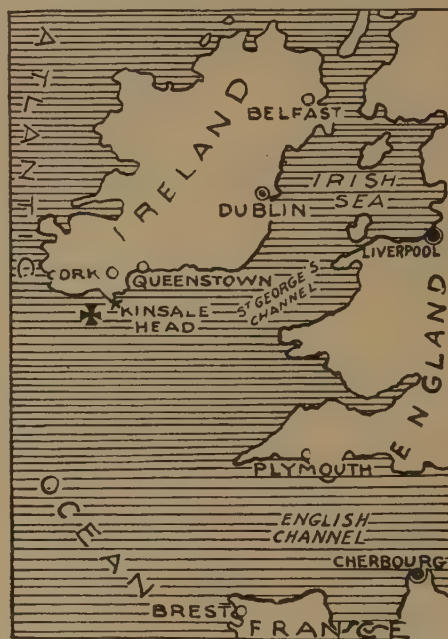 ATLANTIC
OCEAN
IRELAND
BELFAST
DUBLIN
IRISH
SEA
LIVERPOOL
CORK
QUEENSTOWN
ST GEORGE'S
CHANNEL
KINSALE
HEAD
ENGLAND
PLYMOUTH
ENGLISH
CHANNEL
CHERBOURG
BREST
FRANCE